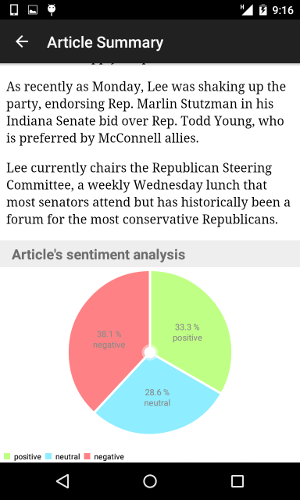 9:16
Article Summary
As recently as Monday, Lee was shaking up the
party, endorsing Rep. Marlin Stutzman in his
Indiana Senate bid over Rep. Todd Young, who
is preferred by McConnell allies.
Lee currently chairs the Republican Steering
Committee, a weekly Wednesday lunch that
most senators attend but has historically been a
forum for the most conservative Republicans.
Article's sentiment analysis
33.3 %
positive
38.1 %
negative
28.6 %
neutral
positive neutral negative